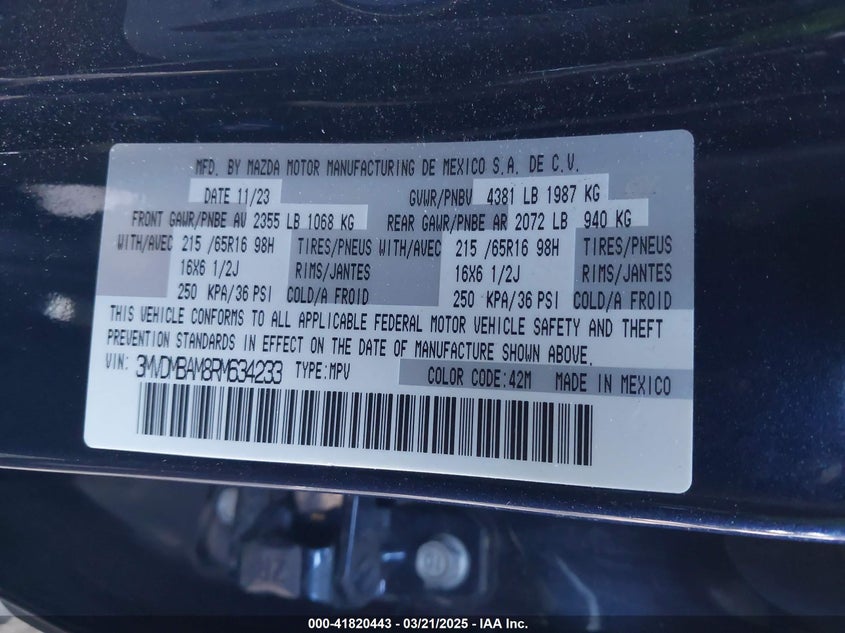 MFD. BY MAZDA MOTOR MANUFACTURING DE MEXICO S.A. DE C.V.
DATE 11/23 GVWR/PNBV 4381 LB 1987 KG
FRONT GAWR/PNBE AV 2355 LB 1068 KG REAR GAWR/PNBE AR 2072 LB 940 KG
WITH/AVEC 215 /65R16 98H TIRES/PNEUS WITH/AVEC 215 /65R16 98H TIRES/PNEUS
16X6 1/2J RIMS/JANTES 16X6 1/2J RIMS/JANTES
250 KPA/36 PSI COLD/A FROID 250 KPA/36 PSI COLD/A FROID
THIS VEHICLE CONFORMS TO ALL APPLICABLE FEDERAL MOTOR VEHICLE SAFETY AND THEFT
PREVENTION STANDARDS IN EFFECT ON THE DATE OF MANUFACTURE SHOWN ABOVE.
VIN: 3MVDMBAM8RM634233 TYPE:MPV COLOR CODE:42M MADE IN MEXICO
000-41820443 — 03/21/2025 — IAA Inc.